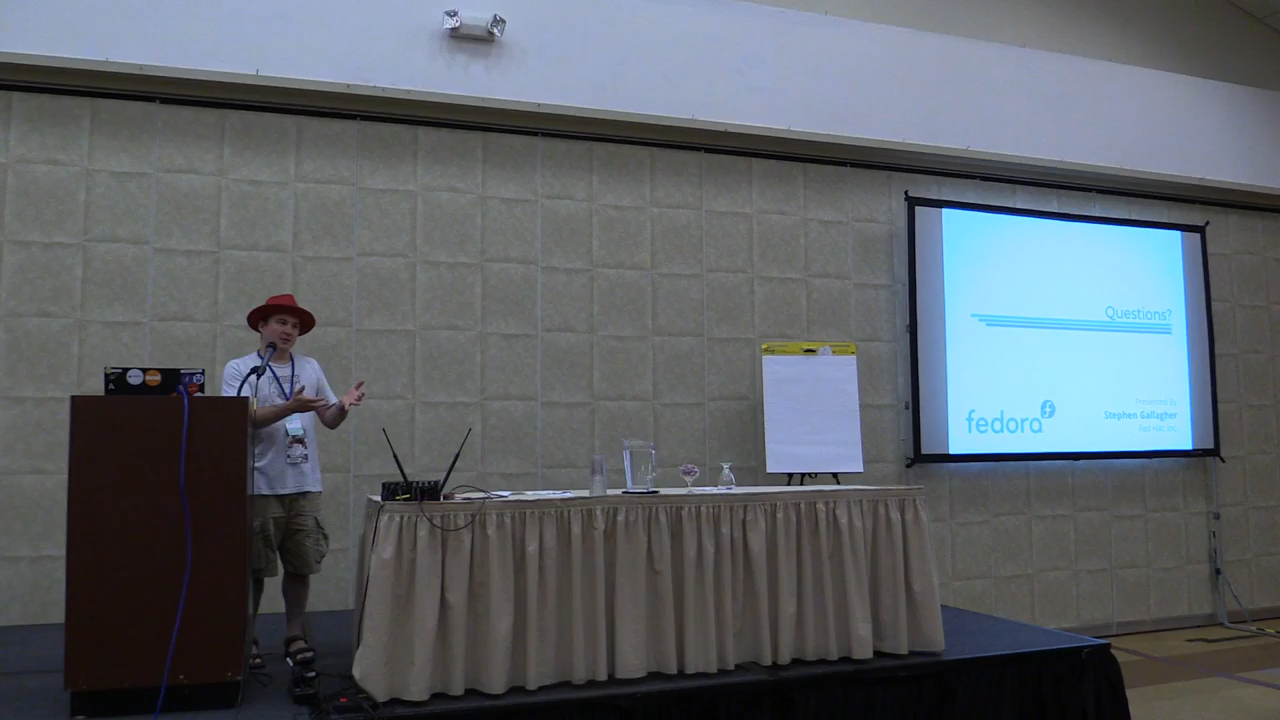 Questions?
Presented By
Stephen Gallagher
Red Hat, Inc.
fedora